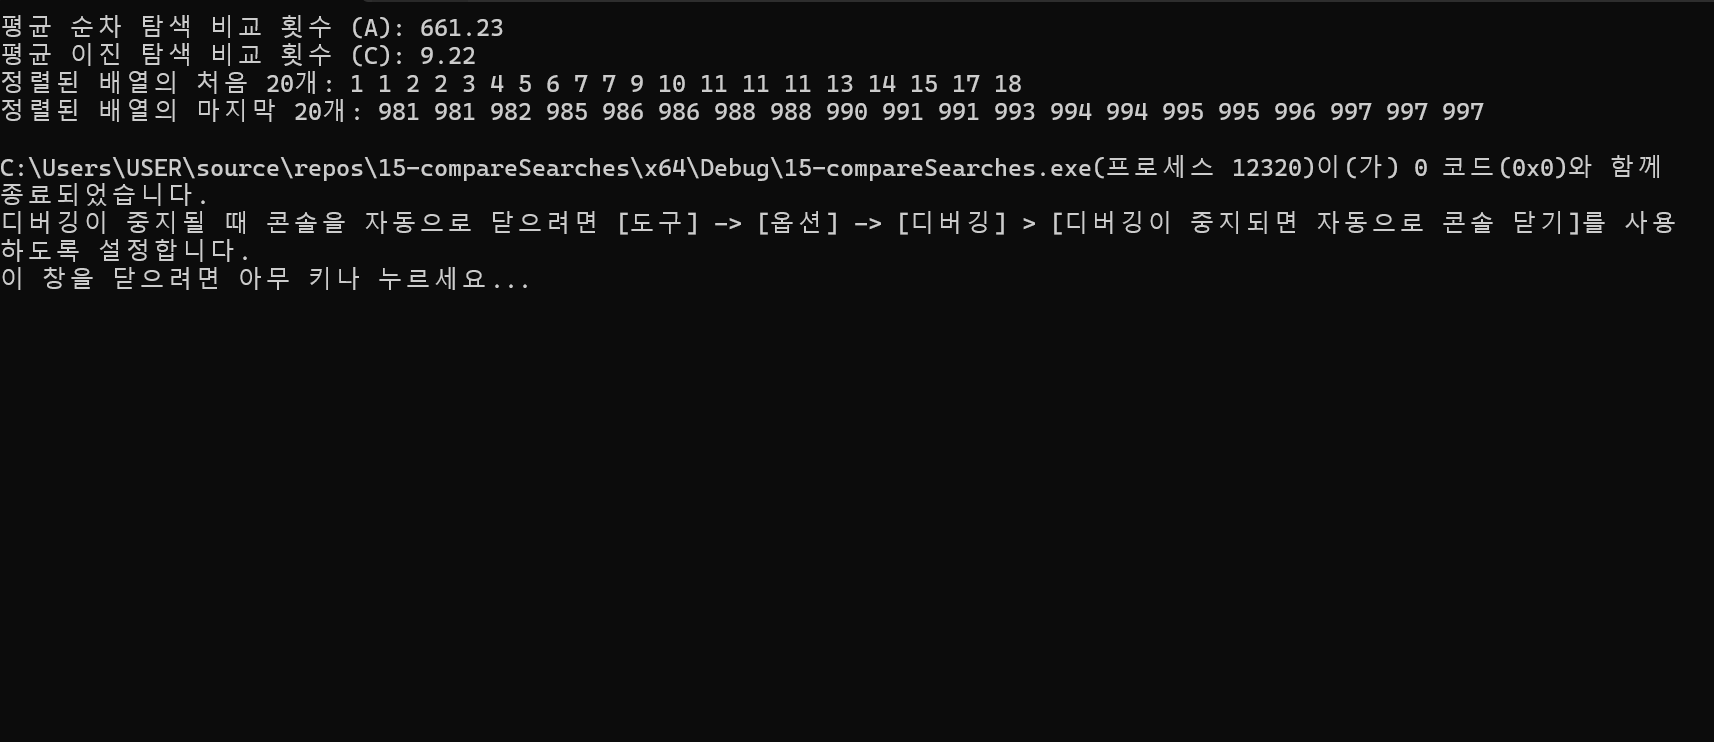 평균 순차 탐색 비교 횟수 (A): 661.23
평균 이진 탐색 비교 횟수 (C): 9.22
정렬된 배열의 처음 20개: 1 1 2 2 3 4 5 6 7 7 9 10 11 11 11 13 14 15 17 18
정렬된 배열의 마지막 20개: 981 981 982 985 986 986 988 988 990 991 991 993 994 994 995 995 996 997 997 997
C:\Users\USER\source\repos\15-compareSearches\x64\Debug\15-compareSearches.exe(프로세스 12320)이(가) 0 코드(0x0)와 함께
종료되었습니다.
디버깅이 중지될 때 콘솔을 자동으로 닫으려면 [도구] -> [옵션] -> [디버깅] > [디버깅이 중지되면 자동으로 콘솔 닫기]를 사용
하도록 설정합니다.
이 창을 닫으려면 아무 키나 누르세요...